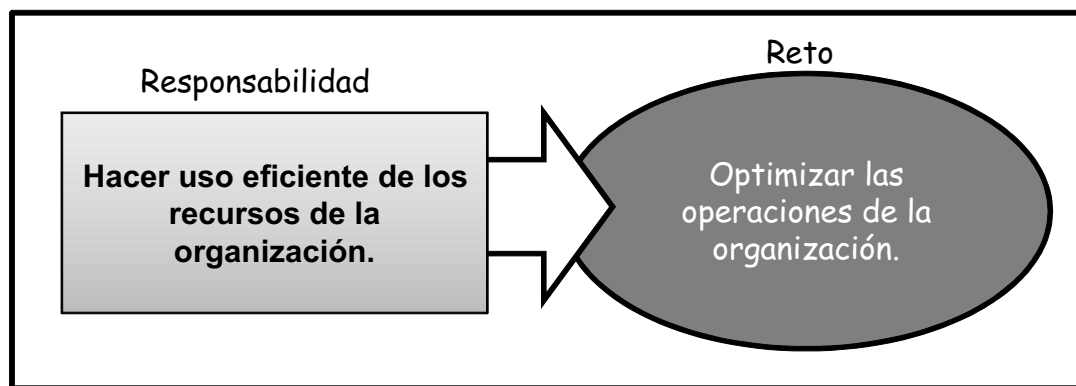 Responsabilidad
Hacer uso eficiente de los
recursos de la
organización.
Reto
Optimizar las
operaciones de la
organización.